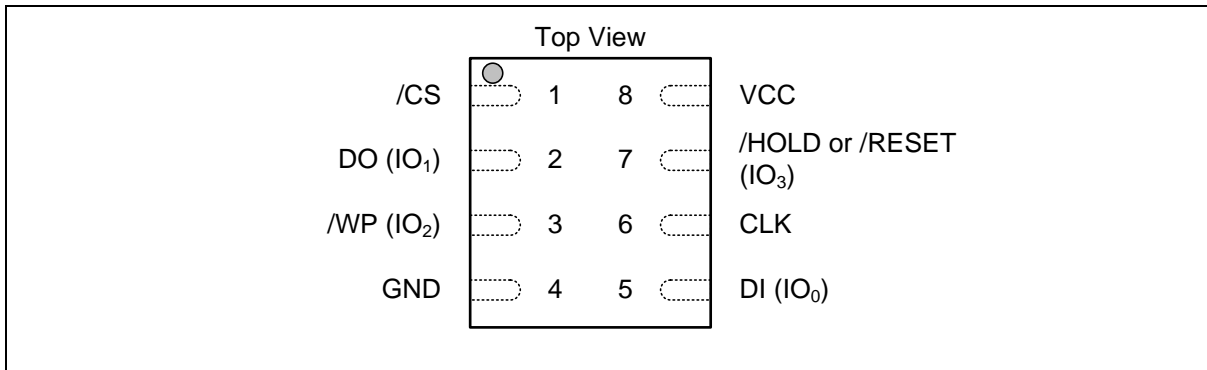 Top View
/CS 1 8 VCC
DO (IO₁) 2 7 /HOLD or /RESET
(IO₃)
/WP (IO₂) 3 6 CLK
GND 4 5 DI (IO₀)